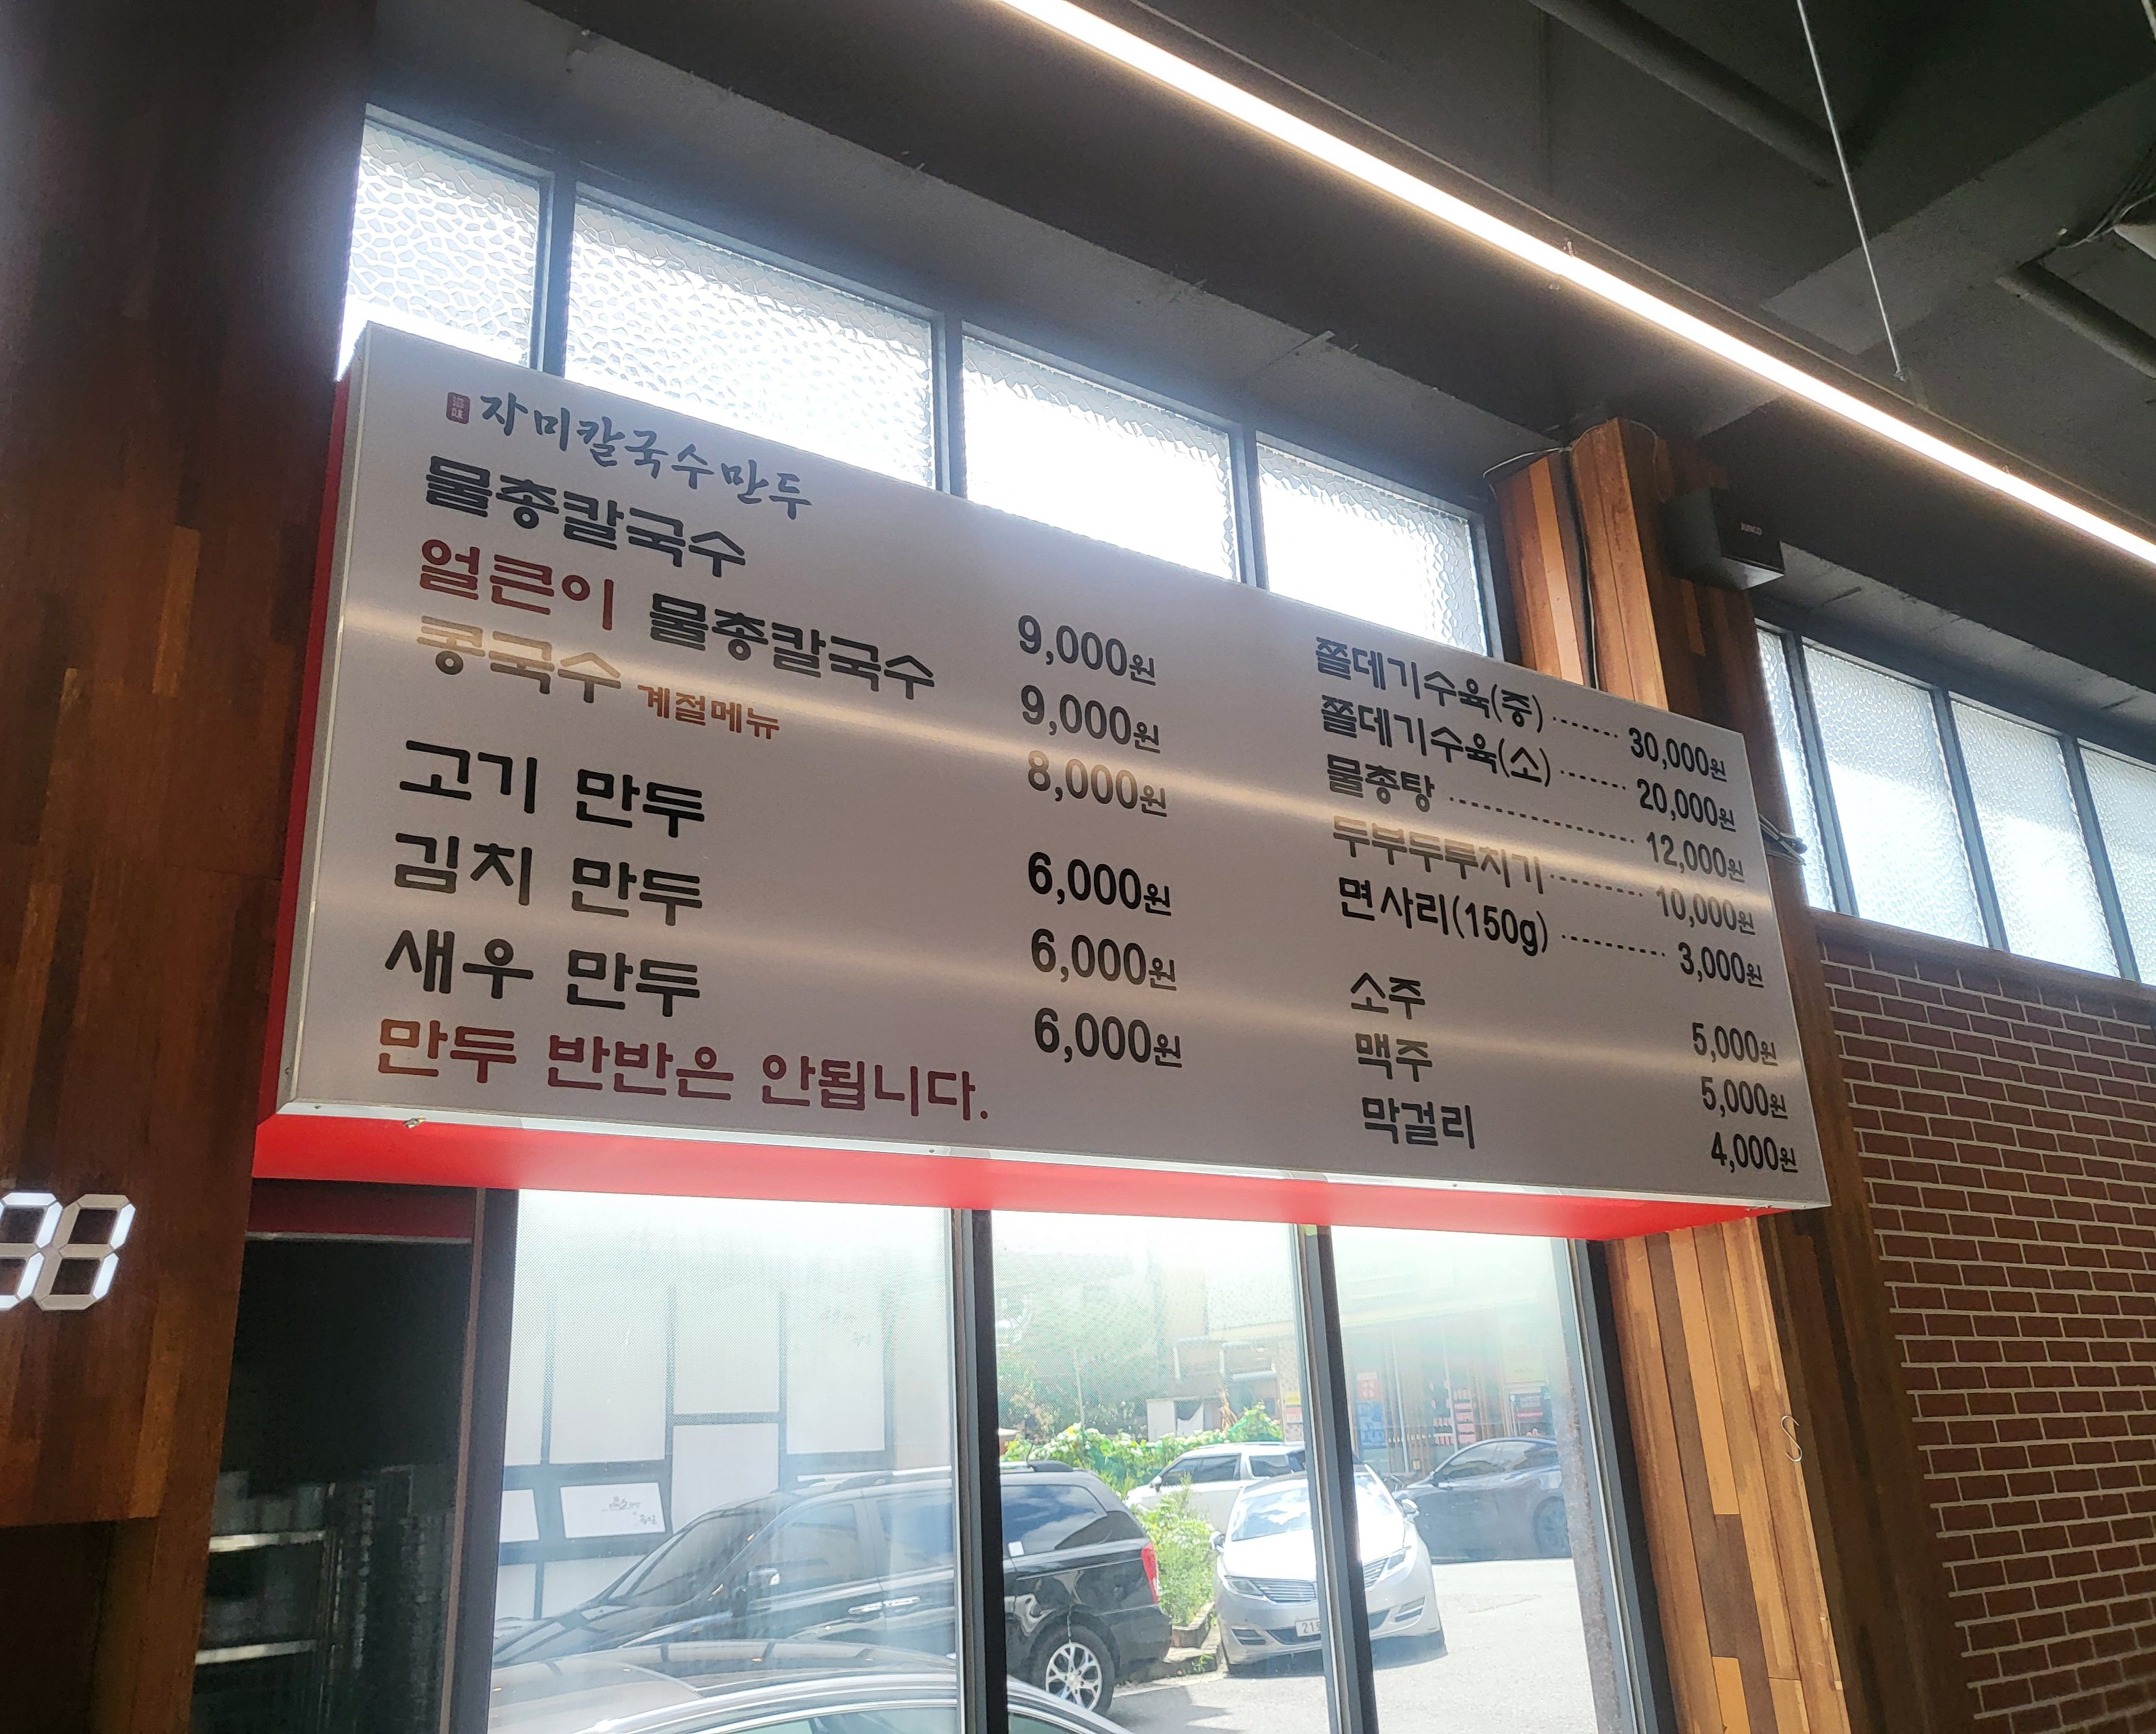 자미칼국수만두
물총칼국수 9,000원
얼큰이 물총칼국수 9,000원
콩국수 계절메뉴 8,000원
고기 만두 6,000원
김치 만두 6,000원
새우 만두 6,000원
만두 반반은 안됩니다.
쫄데기수육(중) 30,000원
쫄데기수육(소) 20,000원
물총탕 12,000원
두부두루치기 10,000원
면사리(150g) 3,000원
소주 5,000원
맥주 5,000원
막걸리 4,000원